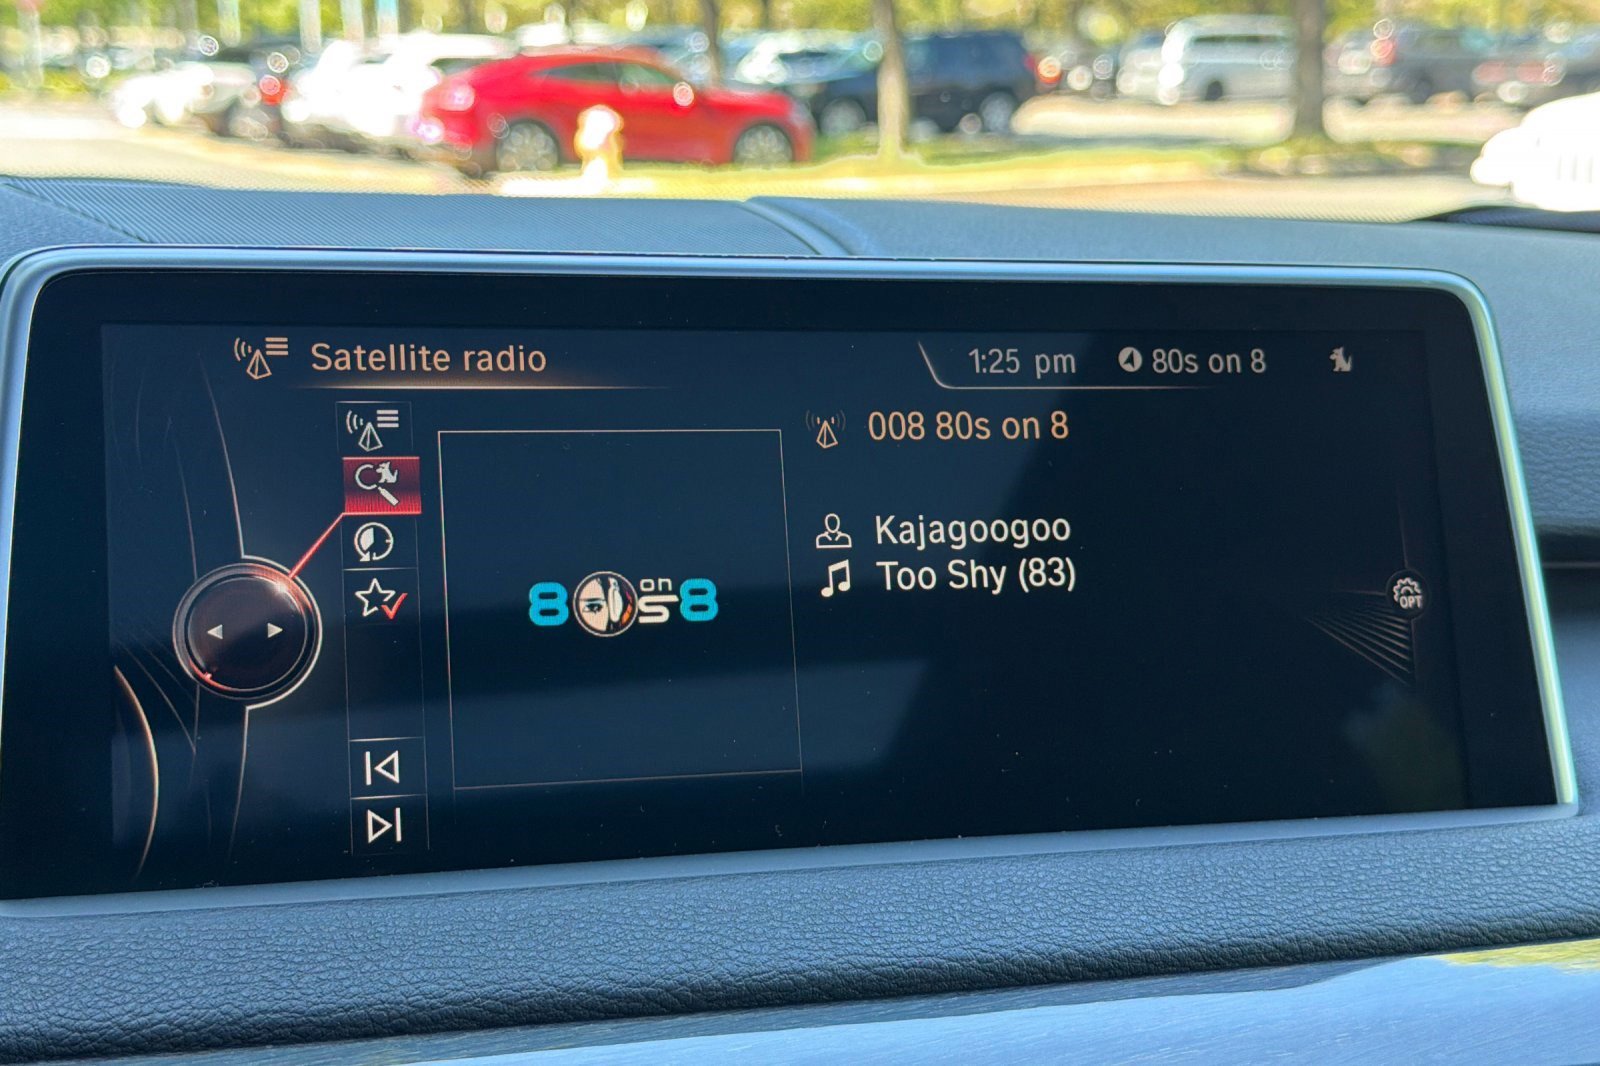 Satellite radio
1:25 pm
80s on 8
008 80s on 8
Kajagoogoo
Too Shy (83)
8 s on 8
OPT